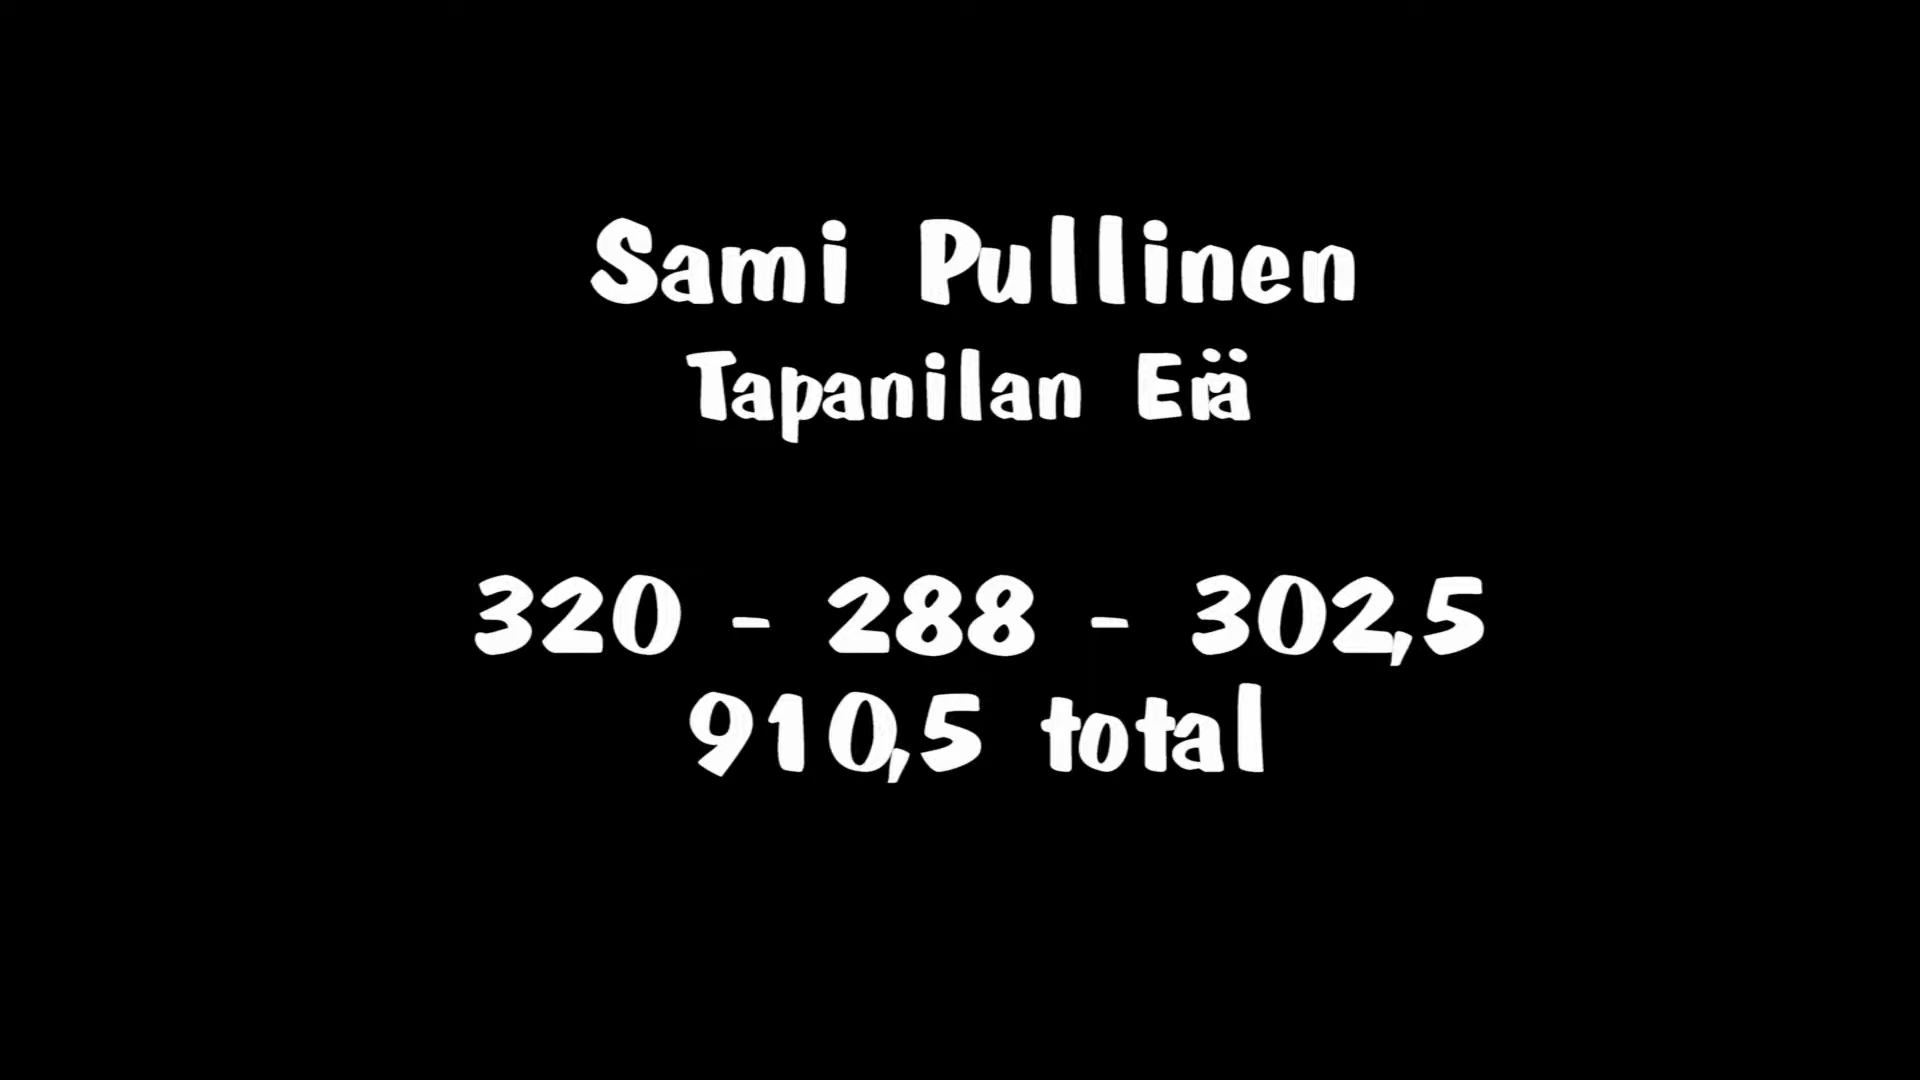 Sami Pullinen
Tapanilan Erä
320 - 288 - 302,5
910,5 total